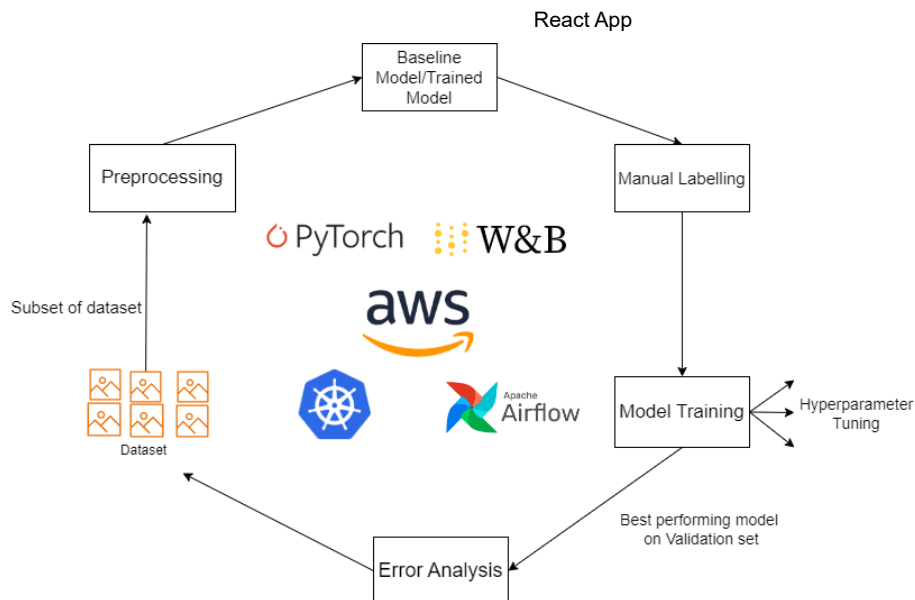 React App
Baseline
Model/Trained
Model
Preprocessing
Manual Labelling
PyTorch
W&B
Subset of dataset
aws
Apache
Airflow
Model Training
Hyperparameter
Tuning
Dataset
Best performing model
on Validation set
Error Analysis